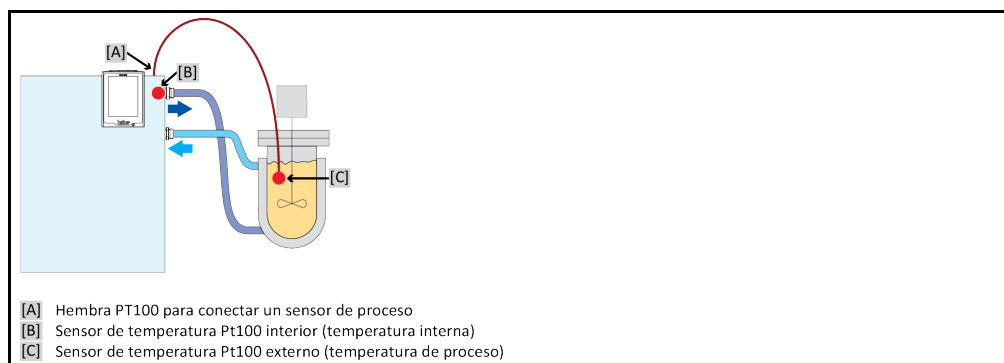 [A]
[B]
[C]
[A] Hembra PT100 para conectar un sensor de proceso
[B] Sensor de temperatura Pt100 interior (temperatura interna)
[C] Sensor de temperatura Pt100 externo (temperatura de proceso)